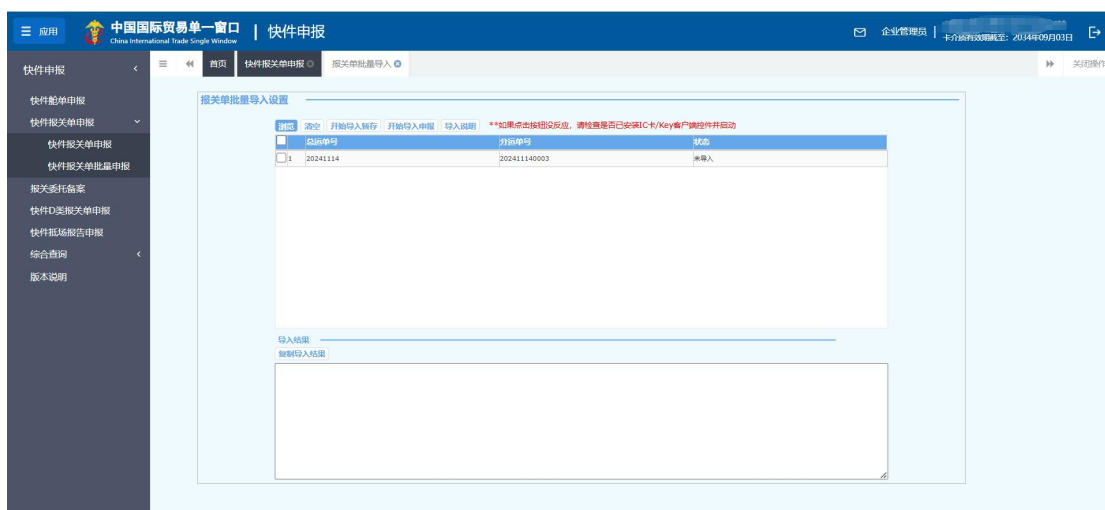 应用
中国国际贸易单一窗口
China International Trade Single Window
快件申报
企业管理员
卡介质有效期截至：2034年09月03日
快件申报
首页
快件报关单申报
报关单批量导入
关闭操作
快件舱单申报
快件报关单申报
快件报关单申报
快件报关单批量申报
报关委托备案
快件D类报关单申报
快件抵场报告申报
综合查询
版本说明
报关单批量导入设置
浏览 清空 开始导入暂存 开始导入申报 导入说明 **如果点击按钮没反应，请检查是否已安装IC卡/Key客户端控件并启动
总运单号 分运单号 状态
1 20241114 202411140003 未导入
导入结果
复制导入结果